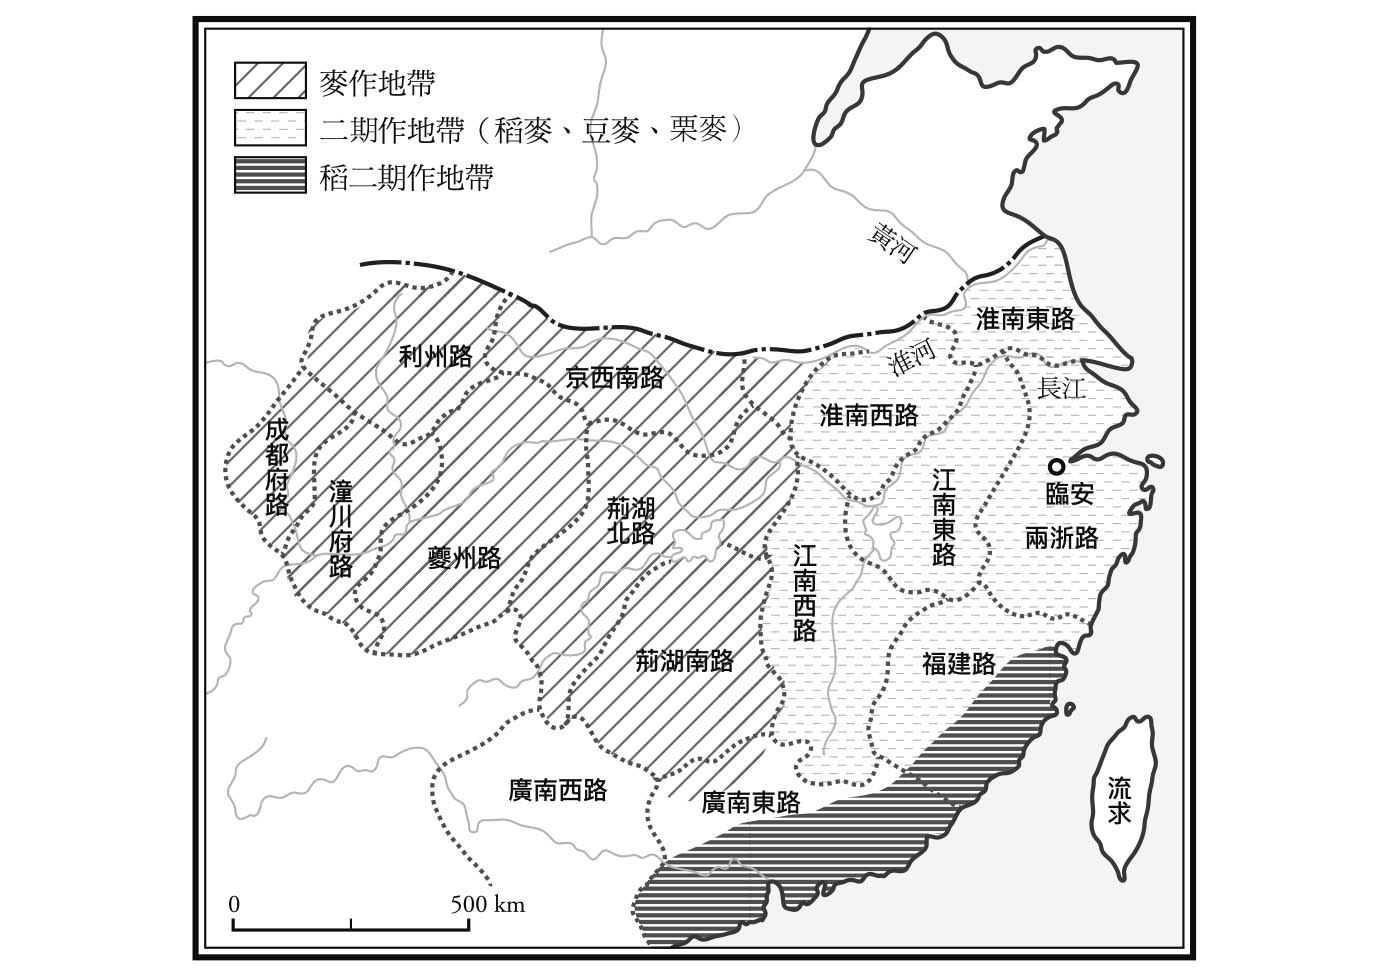 麥作地帶
二期作地帶（稻麥、豆麥、栗麥）
稻二期作地帶
黃河
淮南東路
利州路
京西南路
淮河
長江
淮南西路
成都府路
潼川府路
荊湖
北路
夔州路
江南東路
臨安
兩浙路
江南西路
荊湖南路
福建路
廣南西路
廣南東路
流求
0
500 km